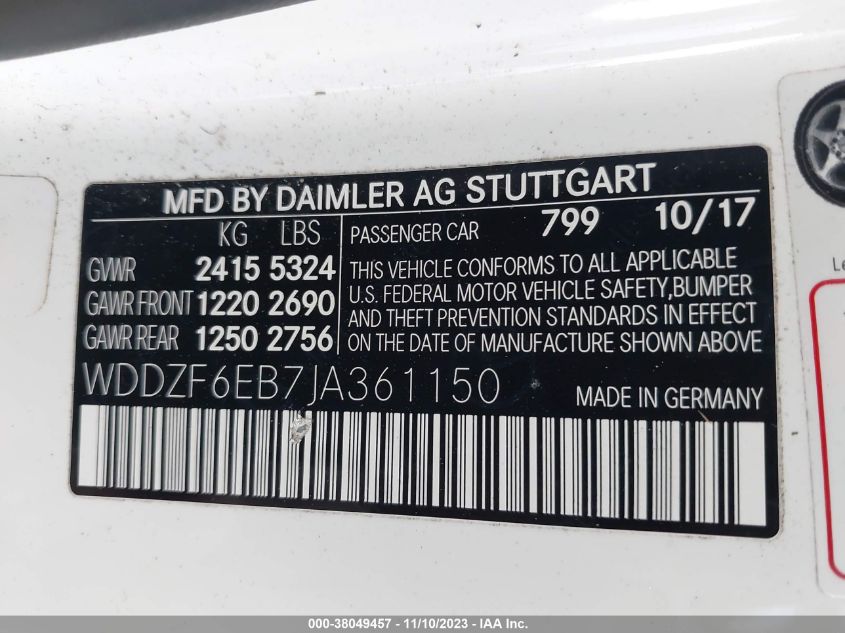 MFD BY DAIMLER AG STUTTGART
KG LBS
GVWR 2415 5324
GAWR FRONT 1220 2690
GAWR REAR 1250 2756
PASSENGER CAR 799 10/17
THIS VEHICLE CONFORMS TO ALL APPLICABLE
U.S. FEDERAL MOTOR VEHICLE SAFETY,BUMPER
AND THEFT PREVENTION STANDARDS IN EFFECT
ON THE DATE OF MANUFACTURE SHOWN ABOVE
WDDZF6EB7JA361150 MADE IN GERMANY
000-38049457 - 11/10/2023 - IAA Inc.